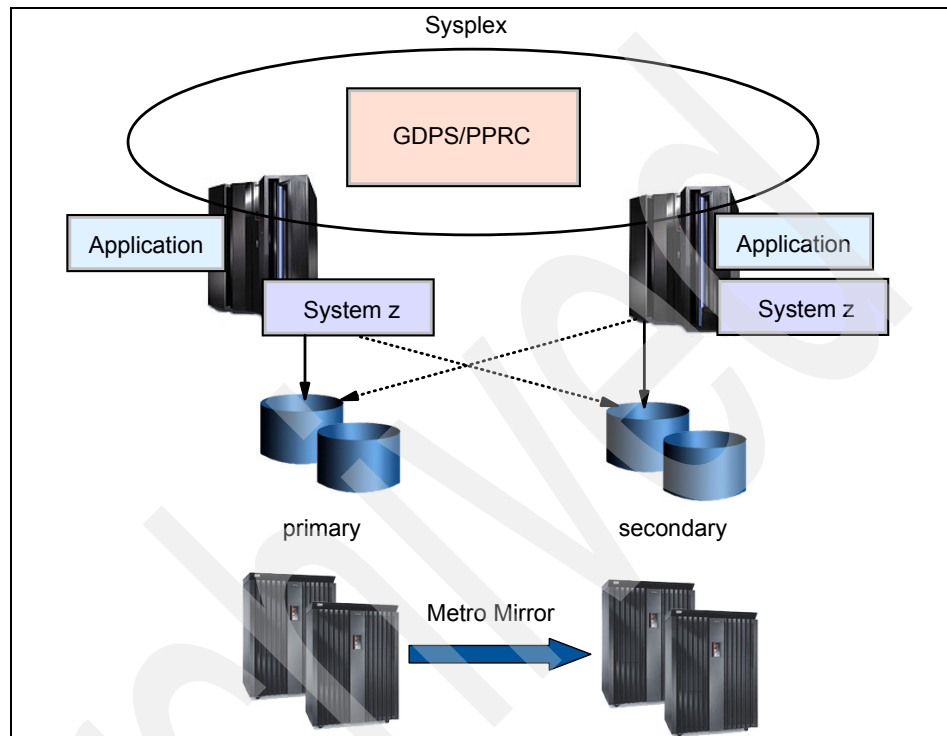 Sysplex
GDPS/PPRC
Application
Application
System z
System z
primary
secondary
Metro Mirror